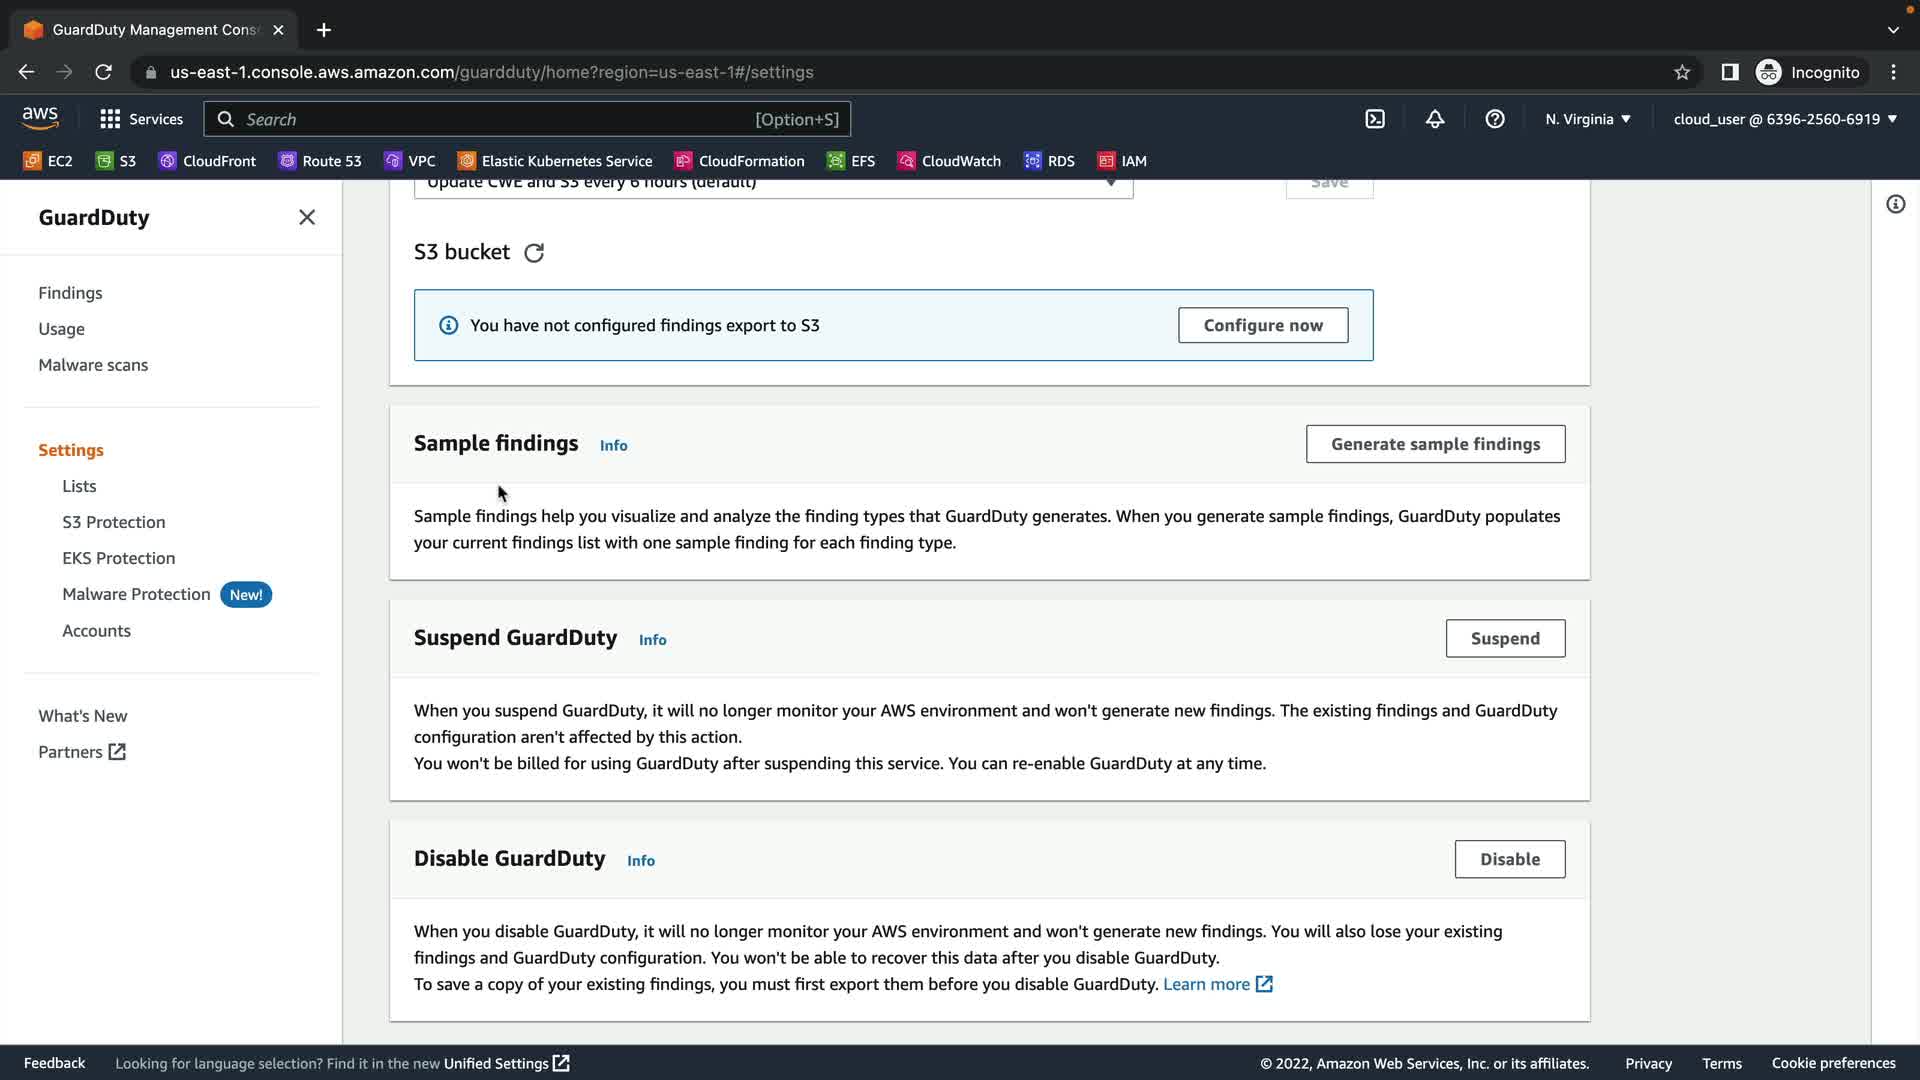 GuardDuty Management Cons
us-east-1.console.aws.amazon.com/guardduty/home?region=us-east-1#/settings
Incognito
aws
Services
Search
[Option+S]
N. Virginia
cloud_user @ 6396-2560-6919
EC2
S3
CloudFront
Route 53
VPC
Elastic Kubernetes Service
CloudFormation
EFS
CloudWatch
RDS
IAM
GuardDuty
Findings
Usage
Malware scans
Settings
Lists
S3 Protection
EKS Protection
Malware Protection
New!
Accounts
What's New
Partners
Update CWE and S3 every 6 hours (default)
Save
S3 bucket
You have not configured findings export to S3
Configure now
Sample findings
Info
Generate sample findings
Sample findings help you visualize and analyze the finding types that GuardDuty generates. When you generate sample findings, GuardDuty populates
your current findings list with one sample finding for each finding type.
Suspend GuardDuty
Info
Suspend
When you suspend GuardDuty, it will no longer monitor your AWS environment and won't generate new findings. The existing findings and GuardDuty
configuration aren't affected by this action.
You won't be billed for using GuardDuty after suspending this service. You can re-enable GuardDuty at any time.
Disable GuardDuty
Info
Disable
When you disable GuardDuty, it will no longer monitor your AWS environment and won't generate new findings. You will also lose your existing
findings and GuardDuty configuration. You won't be able to recover this data after you disable GuardDuty.
To save a copy of your existing findings, you must first export them before you disable GuardDuty. Learn more
Feedback
Looking for language selection? Find it in the new Unified Settings
© 2022, Amazon Web Services, Inc. or its affiliates.
Privacy
Terms
Cookie preferences